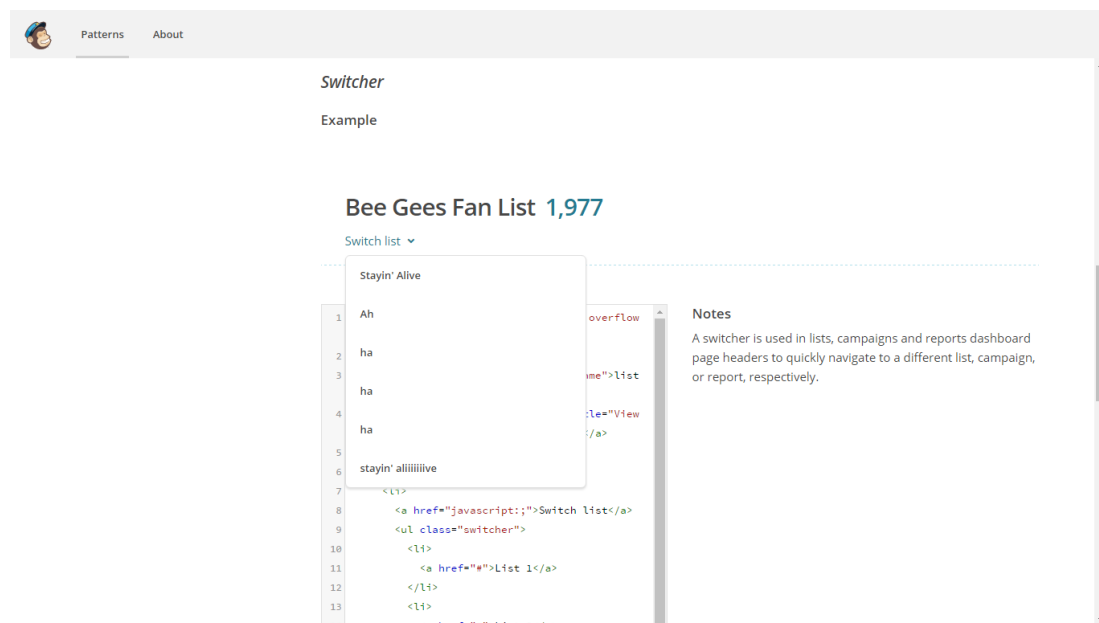 Patterns
About
Switcher
Example
Bee Gees Fan List 1,977
Switch list
Stayin' Alive
Ah
ha
ha
ha
stayin' aliiiiiiive
1
overflow
2
3
me">list
4
tle="View
</a>
5
6
7 <li>
8 <a href="javascript:;">Switch list</a>
9 <ul class="switcher">
10 <li>
11 <a href="#">List 1</a>
12 </li>
13 <li>
Notes
A switcher is used in lists, campaigns and reports dashboard
page headers to quickly navigate to a different list, campaign,
or report, respectively.